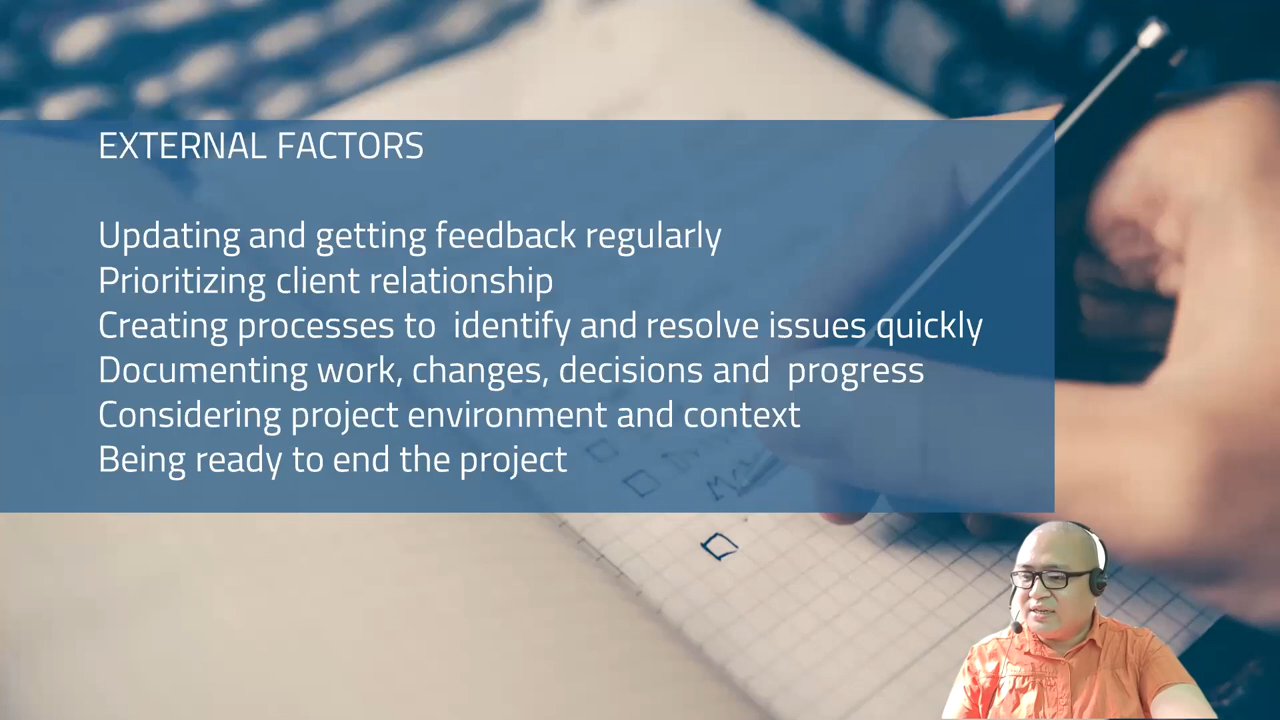 EXTERNAL FACTORS
Updating and getting feedback regularly
Prioritizing client relationship
Creating processes to  identify and resolve issues quickly
Documenting work, changes, decisions and  progress
Considering project environment and context
Being ready to end the project